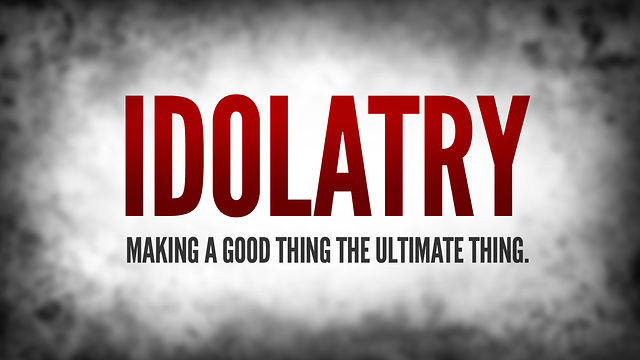 IDOLATRY
MAKING A GOOD THING THE ULTIMATE THING.